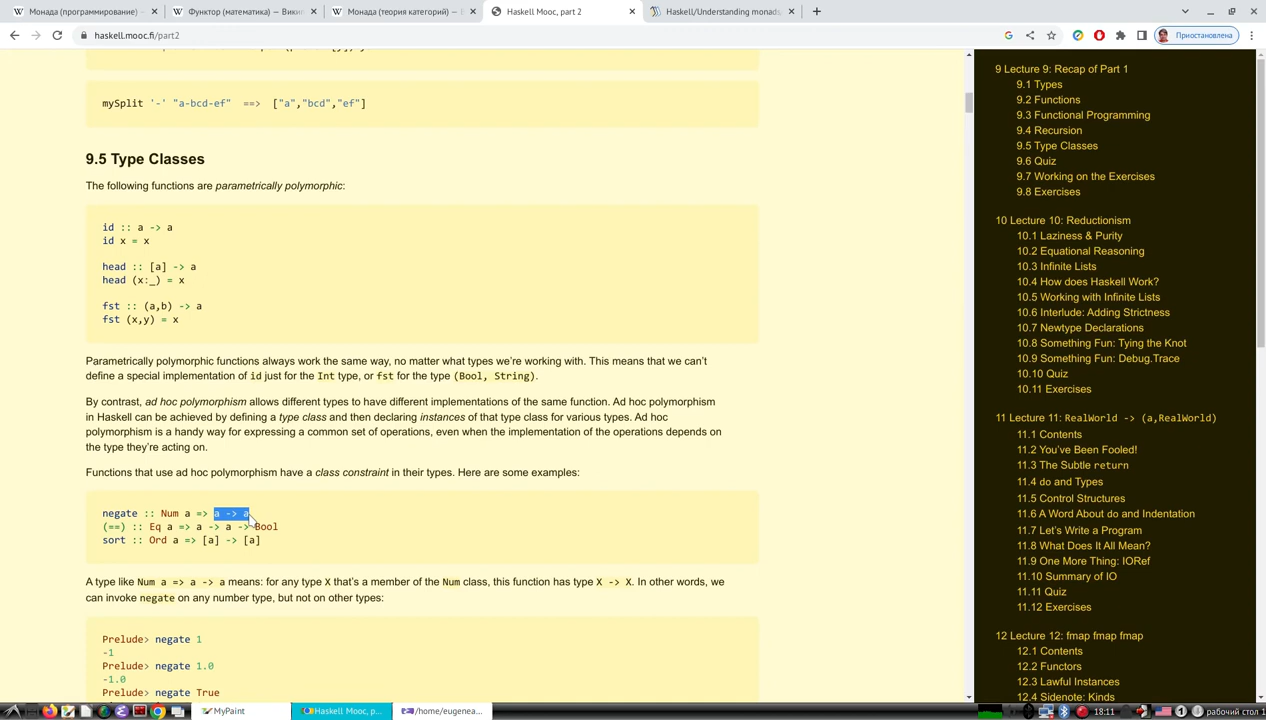 Монада (программирование)
Функтор (математика) — Вики
Монада (теория категорий) — В
Haskell Mooc, part 2
Haskell/Understanding monads
haskell.mooc.fi/part2
Приостановлена
mySplit '-' "a-bcd-ef" ==> ["a","bcd","ef"]
9.5 Type Classes
The following functions are parametrically polymorphic:
id :: a -> a
id x = x
head :: [a] -> a
head (x:_) = x
fst :: (a,b) -> a
fst (x,y) = x
Parametrically polymorphic functions always work the same way, no matter what types we're working with. This means that we can't
define a special implementation of id just for the Int type, or fst for the type (Bool, String).
By contrast, ad hoc polymorphism allows different types to have different implementations of the same function. Ad hoc polymorphism
in Haskell can be achieved by defining a type class and then declaring instances of that type class for various types. Ad hoc
polymorphism is a handy way for expressing a common set of operations, even when the implementation of the operations depends on
the type they're acting on.
Functions that use ad hoc polymorphism have a class constraint in their types. Here are some examples:
negate :: Num a => a -> a
(==) :: Eq a => a -> a -> Bool
sort :: Ord a => [a] -> [a]
A type like Num a => a -> a means: for any type X that's a member of the Num class, this function has type X -> X. In other words, we
can invoke negate on any number type, but not on other types:
Prelude> negate 1
-1
Prelude> negate 1.0
-1.0
Prelude> negate True
9 Lecture 9: Recap of Part 1
9.1 Types
9.2 Functions
9.3 Functional Programming
9.4 Recursion
9.5 Type Classes
9.6 Quiz
9.7 Working on the Exercises
9.8 Exercises
10 Lecture 10: Reductionism
10.1 Laziness & Purity
10.2 Equational Reasoning
10.3 Infinite Lists
10.4 How does Haskell Work?
10.5 Working with Infinite Lists
10.6 Interlude: Adding Strictness
10.7 Newtype Declarations
10.8 Something Fun: Tying the Knot
10.9 Something Fun: Debug.Trace
10.10 Quiz
10.11 Exercises
11 Lecture 11: RealWorld -> (a,RealWorld)
11.1 Contents
11.2 You've Been Fooled!
11.3 The Subtle return
11.4 do and Types
11.5 Control Structures
11.6 A Word About do and Indentation
11.7 Let's Write a Program
11.8 What Does It All Mean?
11.9 One More Thing: IORef
11.10 Summary of IO
11.11 Quiz
11.12 Exercises
12 Lecture 12: fmap fmap fmap
12.1 Contents
12.2 Functors
12.3 Lawful Instances
12.4 Sidenote: Kinds
MyPaint
Haskell Mooc, p...
/home/eugenea...
18:11
рабочий стол 1